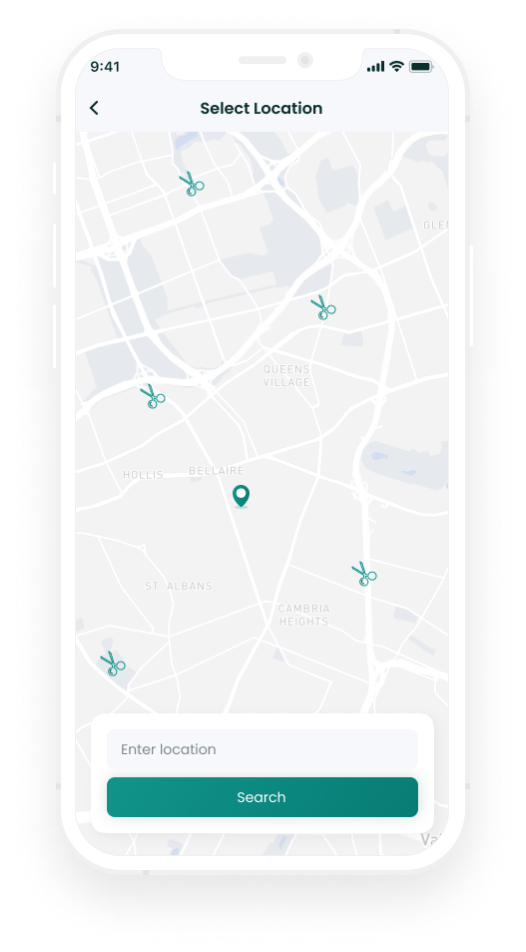 9:41
Select Location
GLE
QUEENS
VILLAGE
HOLLIS
BELLAIRE
ST. ALBANS
CAMBRIA
HEIGHTS
Enter location
Search
Va